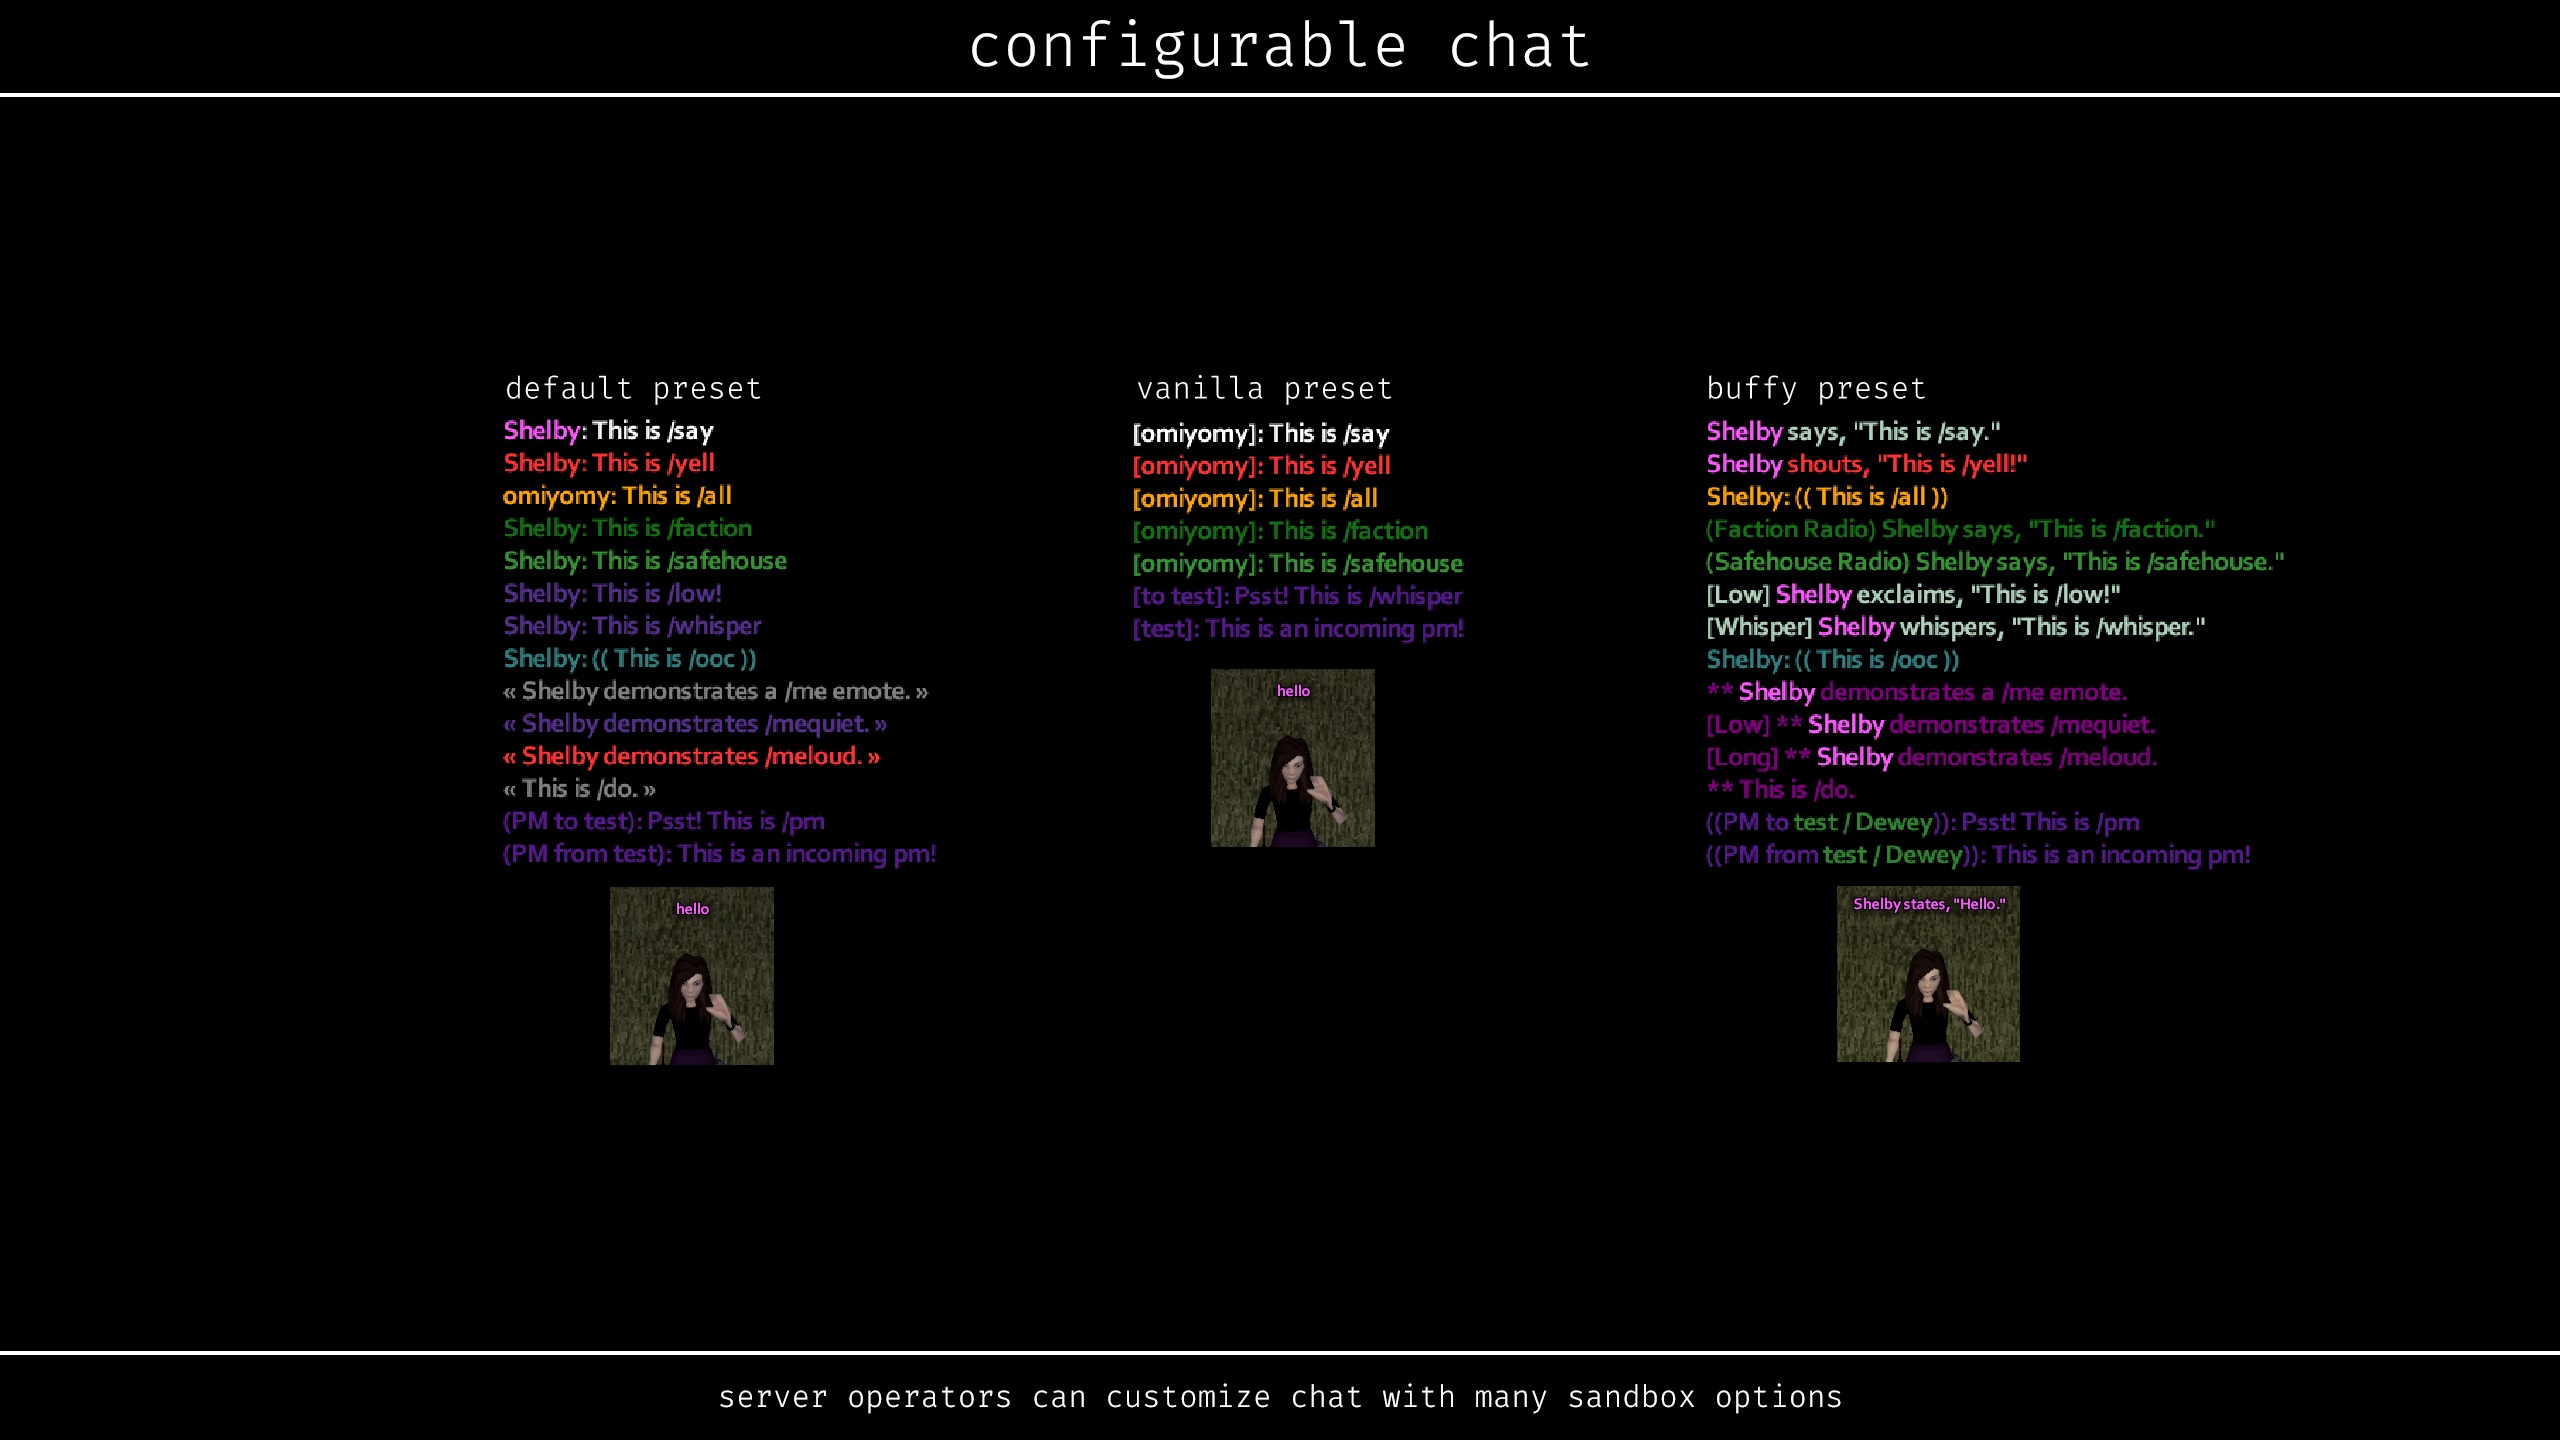 configurable chat
default preset
Shelby: This is /say
Shelby: This is /yell
omiyomy: This is /all
Shelby: This is /faction
Shelby: This is /safehouse
Shelby: This is /low!
Shelby: This is /whisper
Shelby: (( This is /ooc ))
« Shelby demonstrates a /me emote. »
« Shelby demonstrates /mequiet. »
« Shelby demonstrates /meloud. »
« This is /do. »
(PM to test): Psst! This is /pm
(PM from test): This is an incoming pm!
hello
vanilla preset
[omiyomy]: This is /say
[omiyomy]: This is /yell
[omiyomy]: This is /all
[omiyomy]: This is /faction
[omiyomy]: This is /safehouse
[to test]: Psst! This is /whisper
[test]: This is an incoming pm!
hello
buffy preset
Shelby says, "This is /say."
Shelby shouts, "This is /yell!"
Shelby: (( This is /all ))
(Faction Radio) Shelby says, "This is /faction."
(Safehouse Radio) Shelby says, "This is /safehouse."
[Low] Shelby exclaims, "This is /low!"
[Whisper] Shelby whispers, "This is /whisper."
Shelby: (( This is /ooc ))
** Shelby demonstrates a /me emote.
[Low] ** Shelby demonstrates /mequiet.
[Long] ** Shelby demonstrates /meloud.
** This is /do.
((PM to test / Dewey)): Psst! This is /pm
((PM from test / Dewey)): This is an incoming pm!
Shelby states, "Hello."
server operators can customize chat with many sandbox options